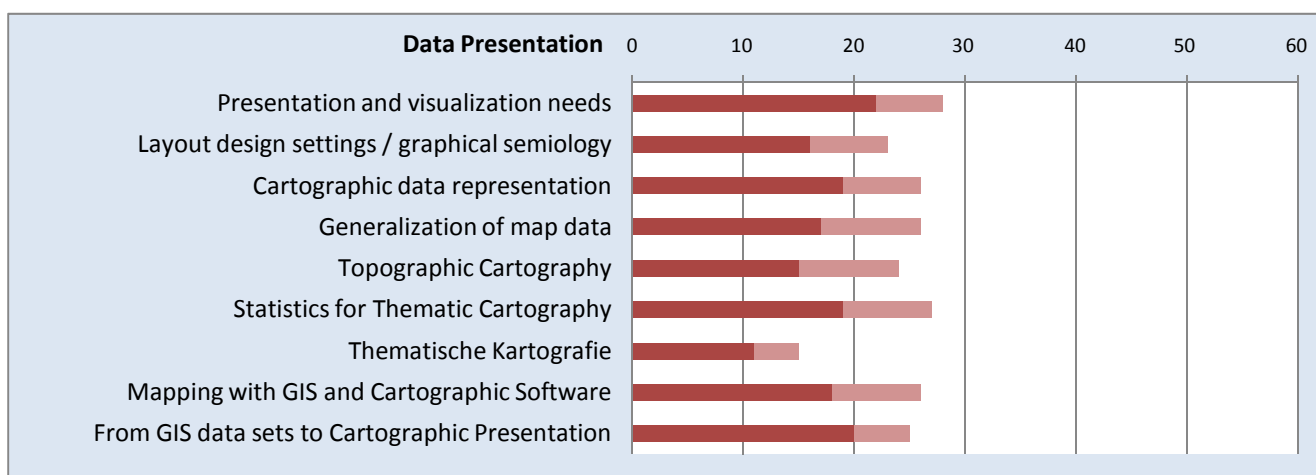 Data Presentation 0 10 20 30 40 50 60
Presentation and visualization needs
Layout design settings / graphical semiology
Cartographic data representation
Generalization of map data
Topographic Cartography
Statistics for Thematic Cartography
Thematische Kartografie
Mapping with GIS and Cartographic Software
From GIS data sets to Cartographic Presentation